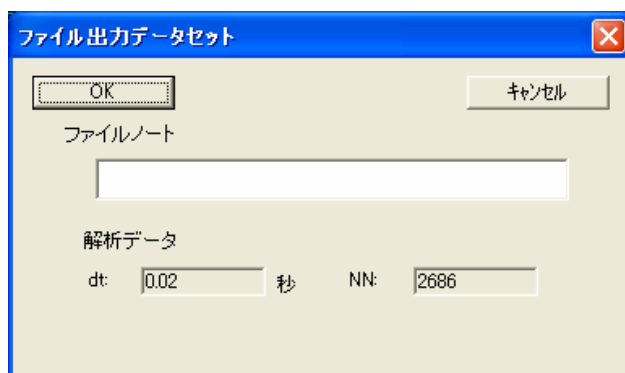 ファイル出力データセット
OK キャンセル
ファイルノート
解析データ
dt: 0.02 秒 NN: 2686